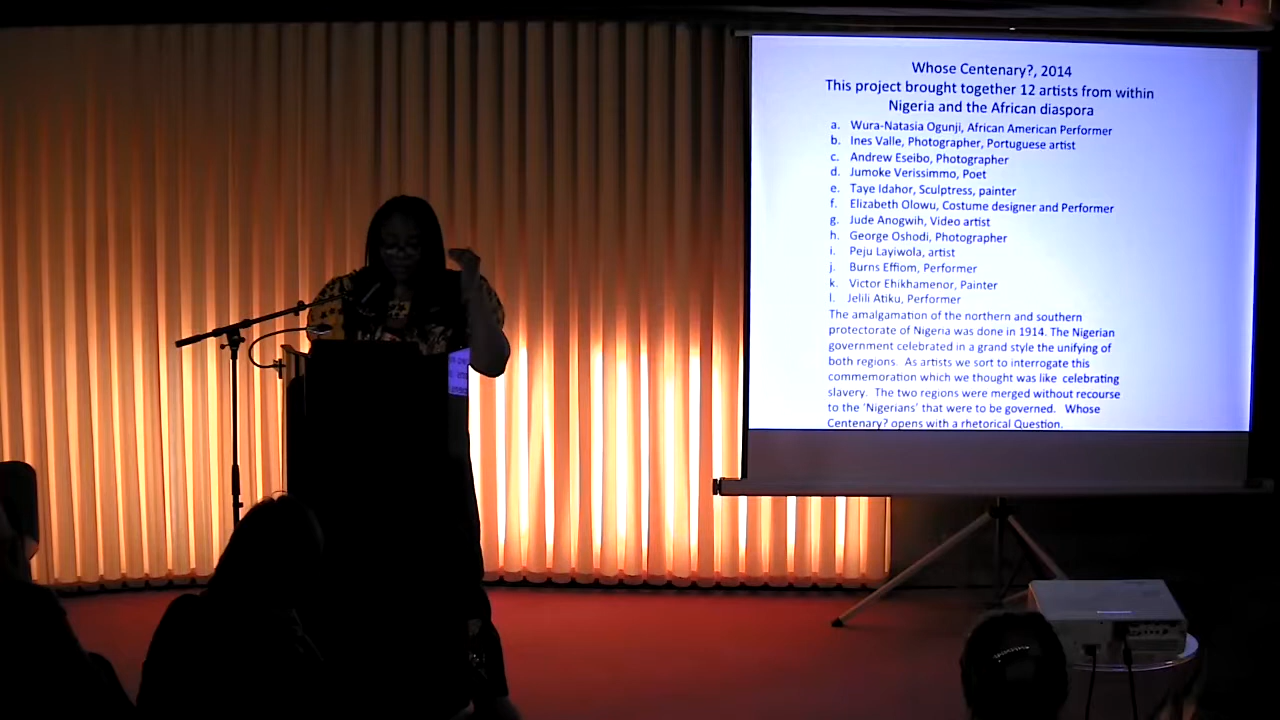 Whose Centenary?, 2014
This project brought together 12 artists from within
Nigeria and the African diaspora
a. Wura-Natasia Ogunji, African American Performer
b. Ines Valle, Photographer, Portuguese artist
c. Andrew Eseibo, Photographer
d. Jumoke Verissimmo, Poet
e. Taye Idahor, Sculptress, painter
f. Elizabeth Olowu, Costume designer and Performer
g. Jude Anogwih, Video artist
h. George Oshodi, Photographer
i. Peju Layiwola, artist
j. Burns Effiom, Performer
k. Victor Ehikhamenor, Painter
l. Jelili Atiku, Performer
The amalgamation of the northern and southern
protectorate of Nigeria was done in 1914. The Nigerian
government celebrated in a grand style the unifying of
both regions. As artists we sort to interrogate this
commemoration which we thought was like celebrating
slavery. The two regions were merged without recourse
to the 'Nigerians' that were to be governed. Whose
Centenary? opens with a rhetorical Question.